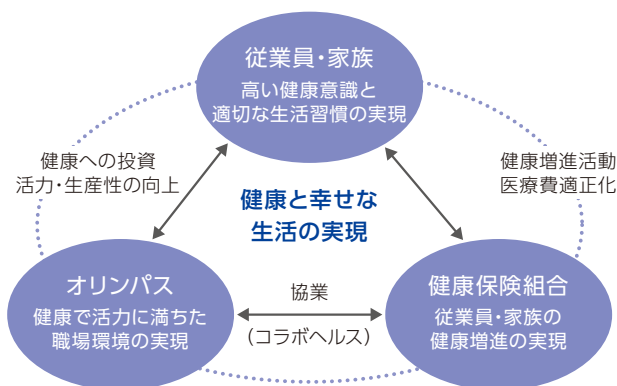 従業員・家族
高い健康意識と
適切な生活習慣の実現
健康への投資
活力・生産性の向上
健康増進活動
医療費適正化
健康と幸せな
生活の実現
オリンパス
健康で活力に満ちた
職場環境の実現
協業
(コラボヘルス)
健康保険組合
従業員・家族の
健康増進の実現